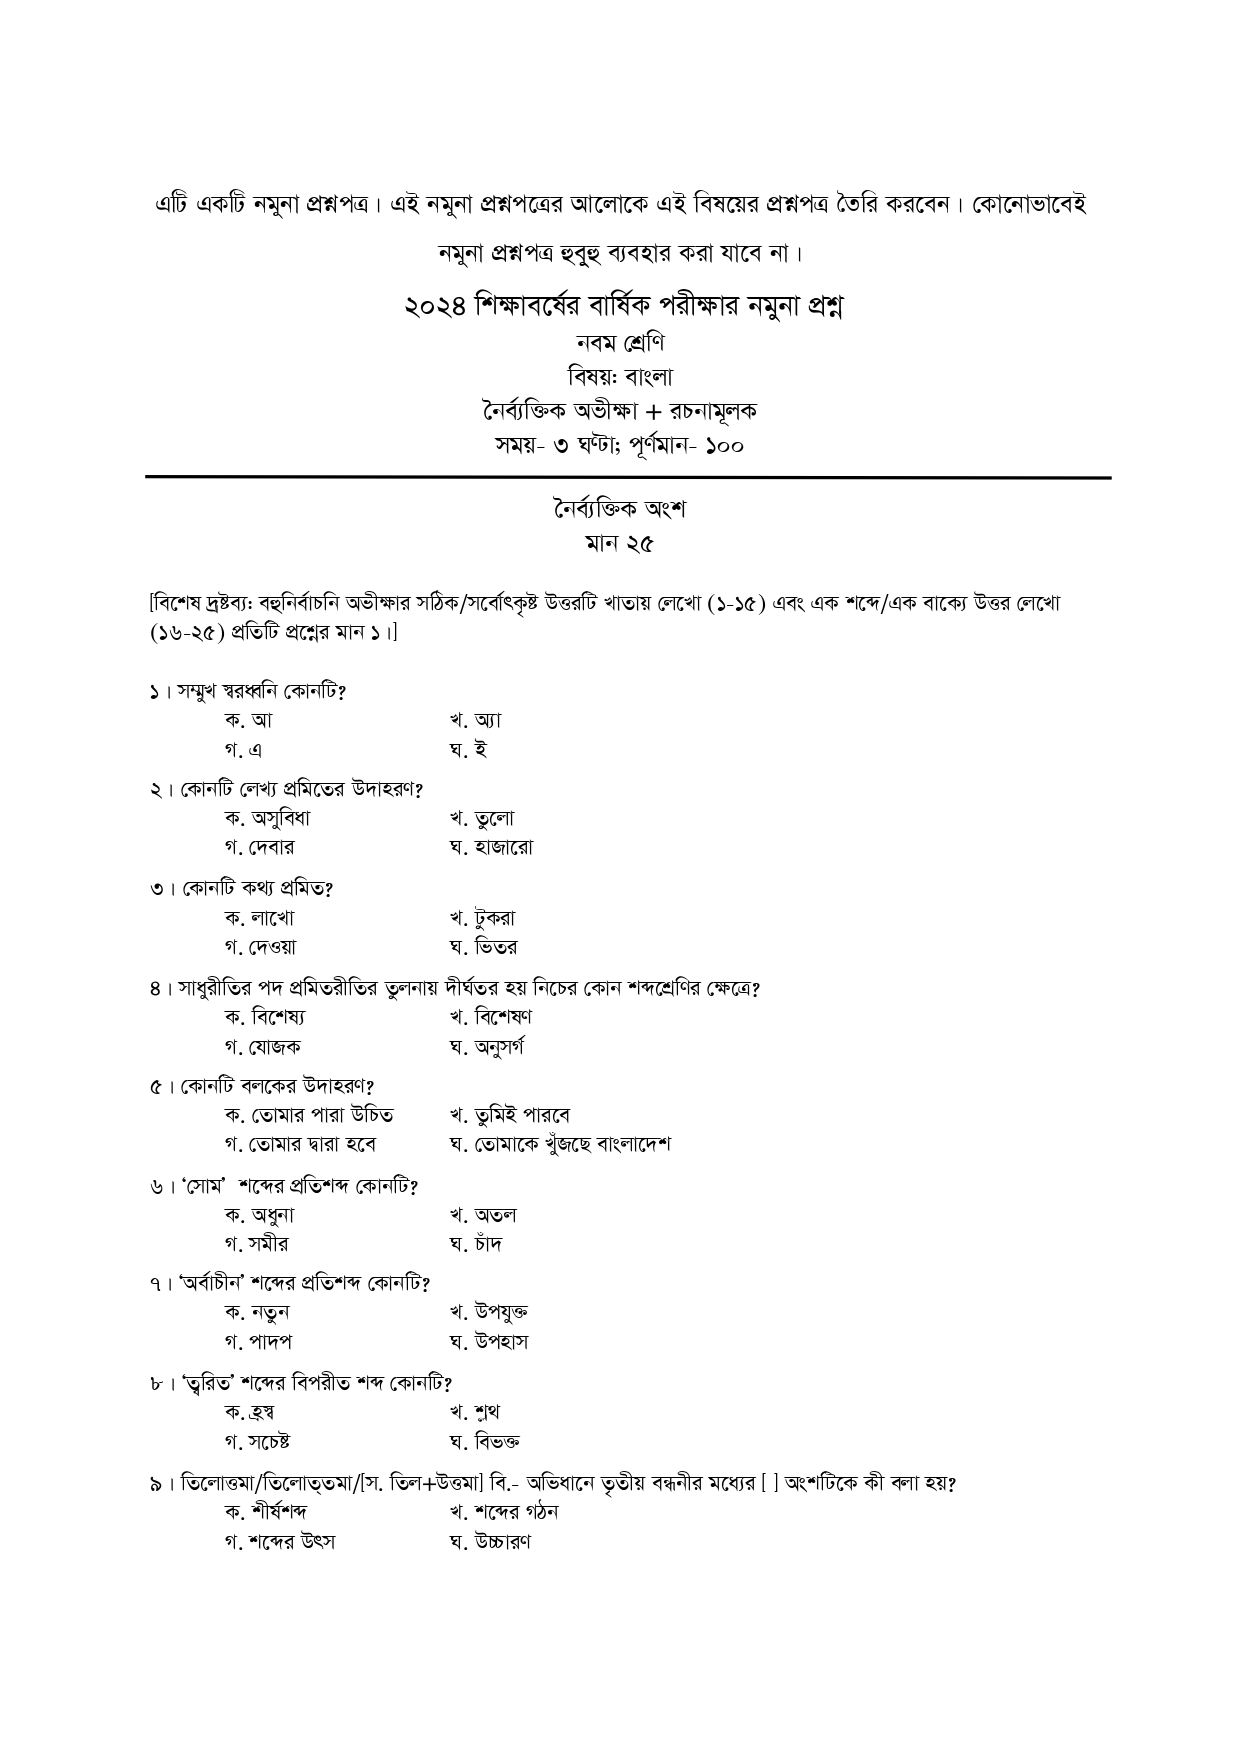 এটি একটি নমুনা প্রশ্নপত্র। এই নমুনা প্রশ্নপত্রের আলোকে এই বিষয়ের প্রশ্নপত্র তৈরি করবেন। কোনোভাবেই
নমুনা প্রশ্নপত্র হুবুহু ব্যবহার করা যাবে না।
২০২৪ শিক্ষাবর্ষের বার্ষিক পরীক্ষার নমুনা প্রশ্ন
নবম শ্রেণি
বিষয়: বাংলা
নৈর্ব্যক্তিক অভীক্ষা + রচনামূলক
সময়- ৩ ঘণ্টা; পূর্ণমান- ১০০
নৈর্ব্যক্তিক অংশ
মান ২৫
[বিশেষ দ্রষ্টব্য: বহুনির্বাচনি অভীক্ষার সঠিক/সর্বোৎকৃষ্ট উত্তরটি খাতায় লেখো (১-১৫) এবং এক শব্দে/এক বাক্যে উত্তর লেখো
(১৬-২৫) প্রতিটি প্রশ্নের মান ১।]
১। সম্মুখ স্বরধ্বনি কোনটি?
ক. আ খ. অ্যা
গ. এ ঘ. ই
২। কোনটি লেখ্য প্রমিতের উদাহরণ?
ক. অসুবিধা খ. তুলো
গ. দেবার ঘ. হাজারো
৩। কোনটি কথ্য প্রমিত?
ক. লাখো খ. টুকরা
গ. দেওয়া ঘ. ভিতর
৪। সাধুরীতির পদ প্রমিতরীতির তুলনায় দীর্ঘতর হয় নিচের কোন শব্দশ্রেণির ক্ষেত্রে?
ক. বিশেষ্য খ. বিশেষণ
গ. যোজক ঘ. অনুসর্গ
৫। কোনটি বলকের উদাহরণ?
ক. তোমার পারা উচিত খ. তুমিই পারবে
গ. তোমার দ্বারা হবে ঘ. তোমাকে খুঁজছে বাংলাদেশ
৬। ‘সোম’ শব্দের প্রতিশব্দ কোনটি?
ক. অধুনা খ. অতল
গ. সমীর ঘ. চাঁদ
৭। ‘অর্বাচীন’ শব্দের প্রতিশব্দ কোনটি?
ক. নতুন খ. উপযুক্ত
গ. পাদপ ঘ. উপহাস
৮। ‘ত্বরিত’ শব্দের বিপরীত শব্দ কোনটি?
ক. হ্রস্ব খ. শ্লথ
গ. সচেষ্ট ঘ. বিভক্ত
৯। তিলোত্তমা/তিলোত্‌তমা/[স. তিল+উত্তমা] বি.- অভিধানে তৃতীয় বন্ধনীর মধ্যের [ ] অংশটিকে কী বলা হয়?
ক. শীর্ষশব্দ খ. শব্দের গঠন
গ. শব্দের উৎস ঘ. উচ্চারণ